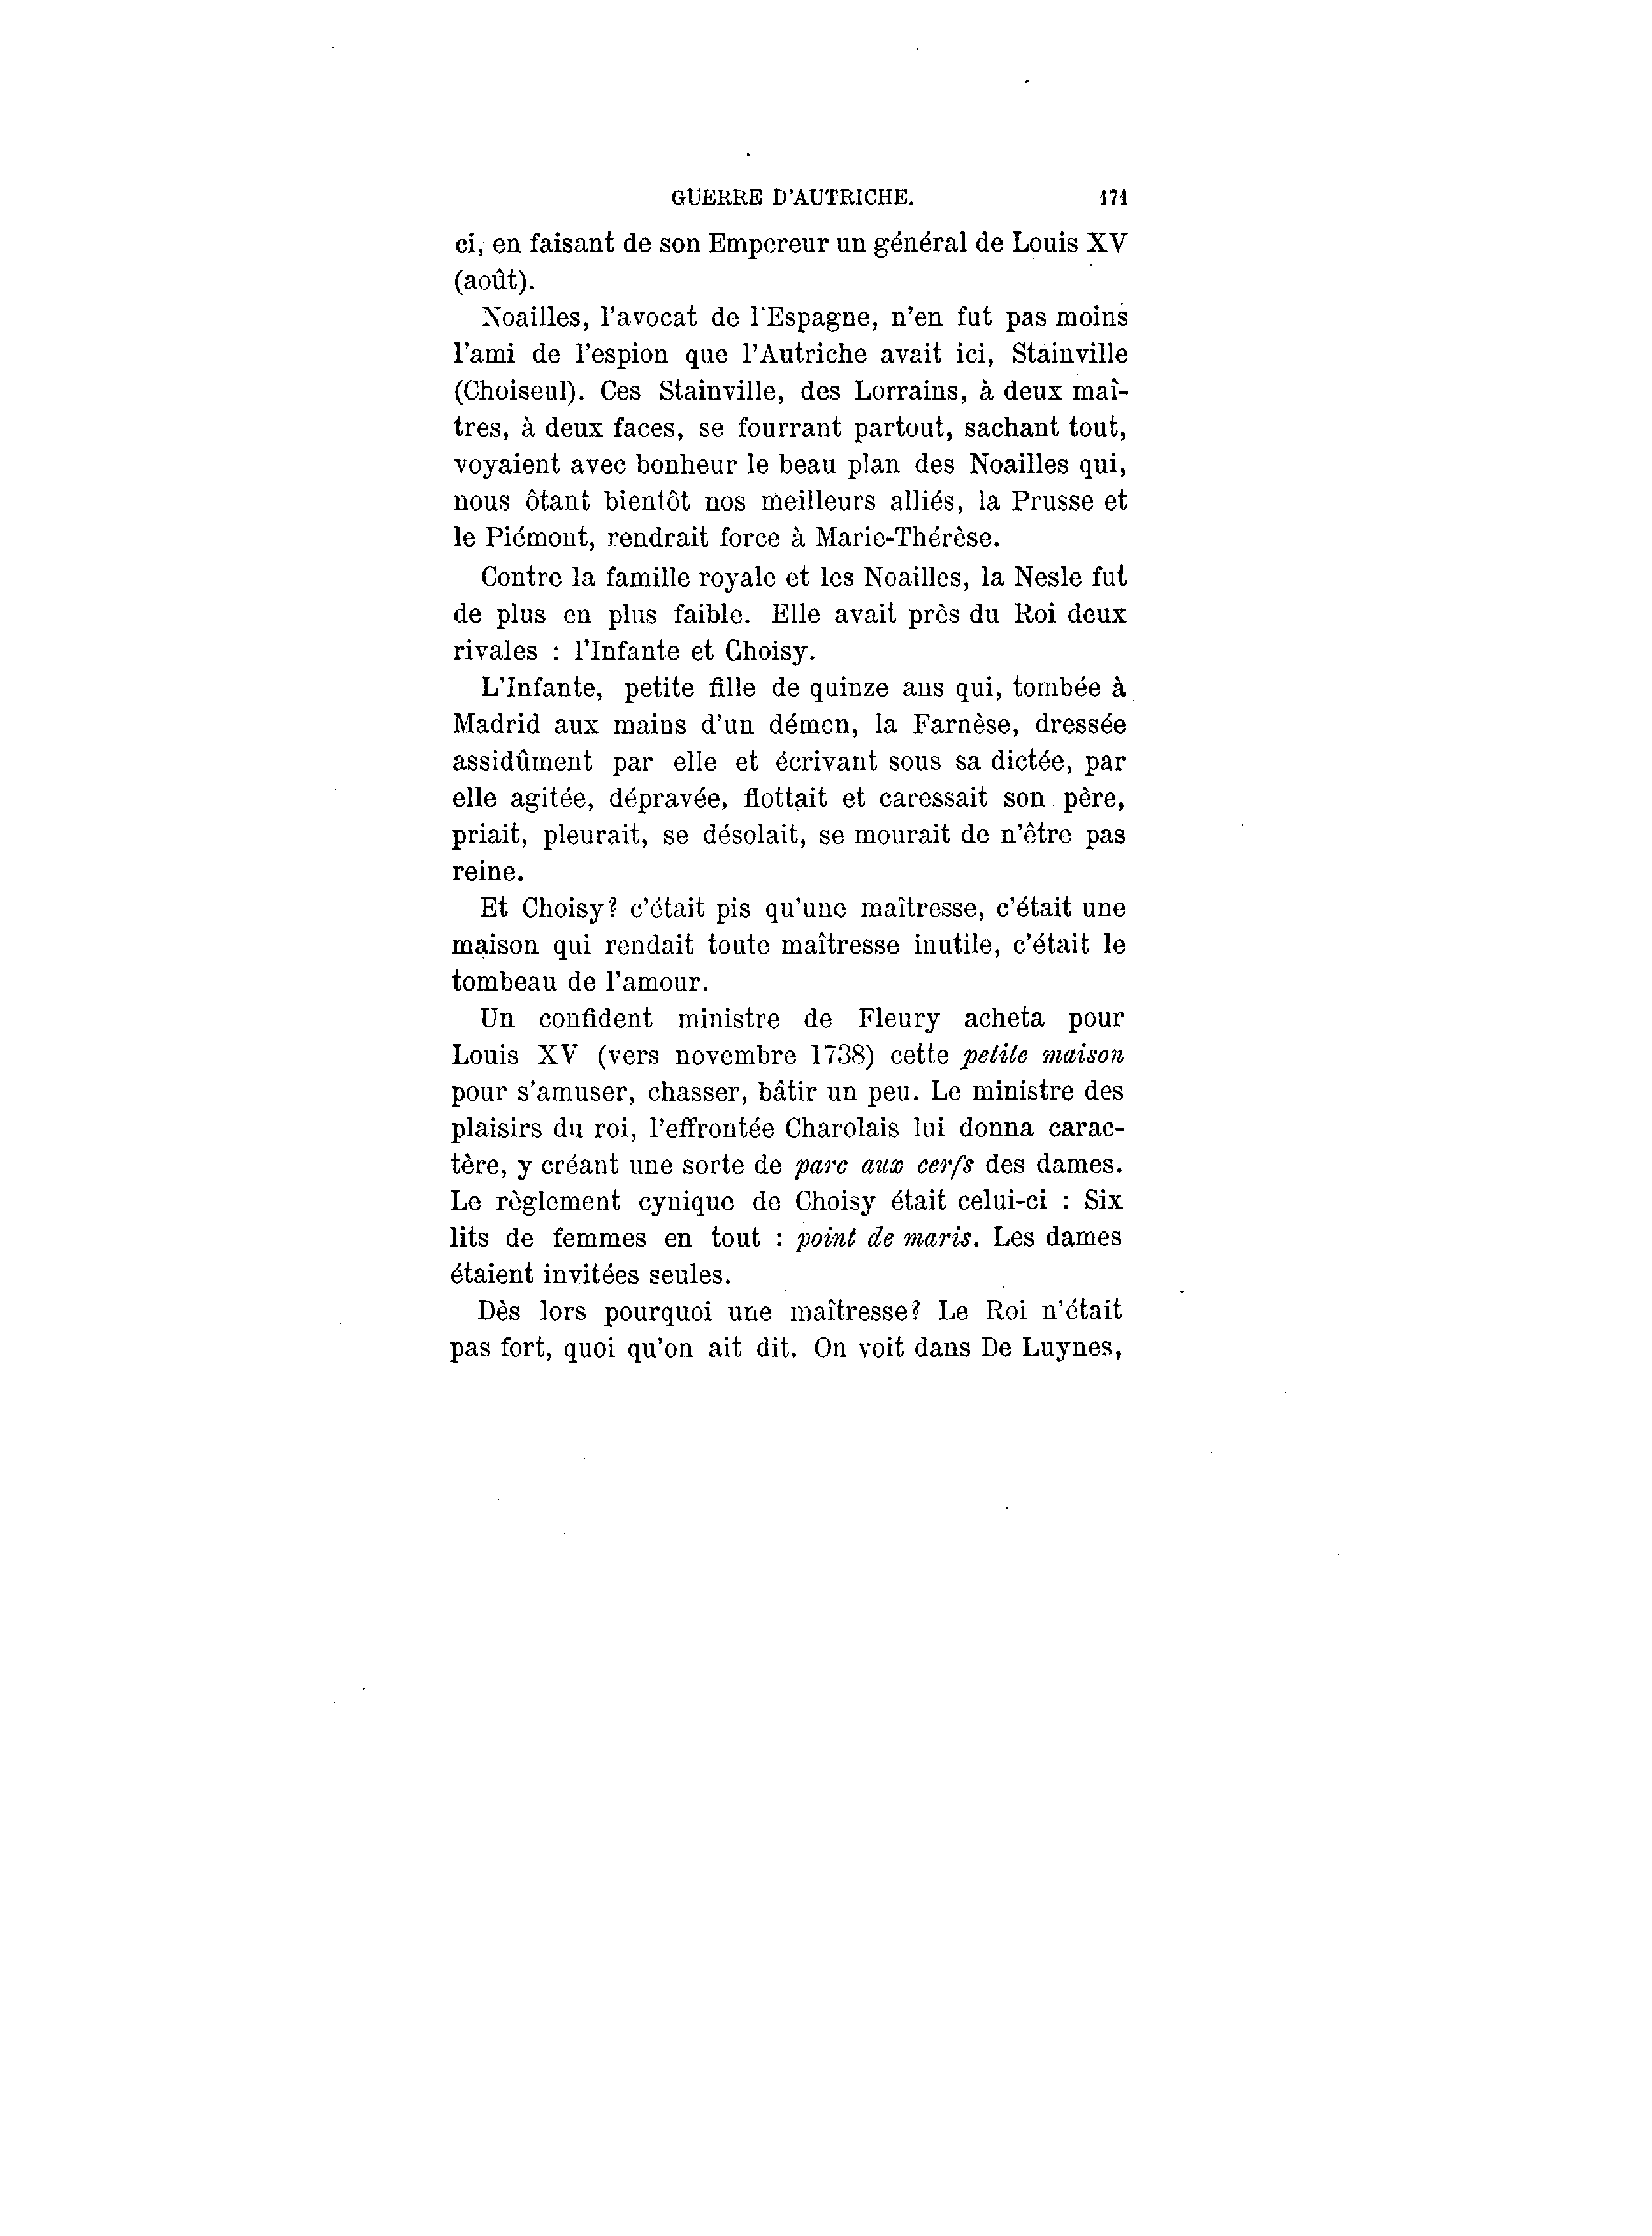 GUERRE D'AUTRICHE. 171
ci, en faisant de son Empereur un général de Louis XV
(août).
Noailles, l'avocat de l'Espagne, n'en fut pas moins
l'ami de l'espion que l'Autriche avait ici, Stainville
(Choiseul). Ces Stainville, des Lorrains, à deux maî-
tres, à deux faces, se fourrant partout, sachant tout,
voyaient avec bonheur le beau plan des Noailles qui,
nous ôtant bientôt nos meilleurs alliés, la Prusse et
le Piémont, rendrait force à Marie-Thérèse.
Contre la famille royale et les Noailles, la Nesle fut
de plus en plus faible. Elle avait près du Roi deux
rivales : l'Infante et Choisy.
L'Infante, petite fille de quinze ans qui, tombée à
Madrid aux mains d'un démon, la Farnèse, dressée
assidûment par elle et écrivant sous sa dictée, par
elle agitée, dépravée, flottait et caressait son père,
priait, pleurait, se désolait, se mourait de n'être pas
reine.
Et Choisy? c'était pis qu'une maîtresse, c'était une
maison qui rendait toute maîtresse inutile, c'était le
tombeau de l'amour.
Un confident ministre de Fleury acheta pour
Louis XV (vers novembre 1738) cette petite maison
pour s'amuser, chasser, bâtir un peu. Le ministre des
plaisirs du roi, l'effrontée Charolais lui donna carac-
tère, y créant une sorte de parc aux cerfs des dames.
Le règlement cynique de Choisy était celui-ci : Six
lits de femmes en tout : point de maris. Les dames
étaient invitées seules.
Dès lors pourquoi une maîtresse? Le Roi n'était
pas fort, quoi qu'on ait dit. On voit dans De Luynes,